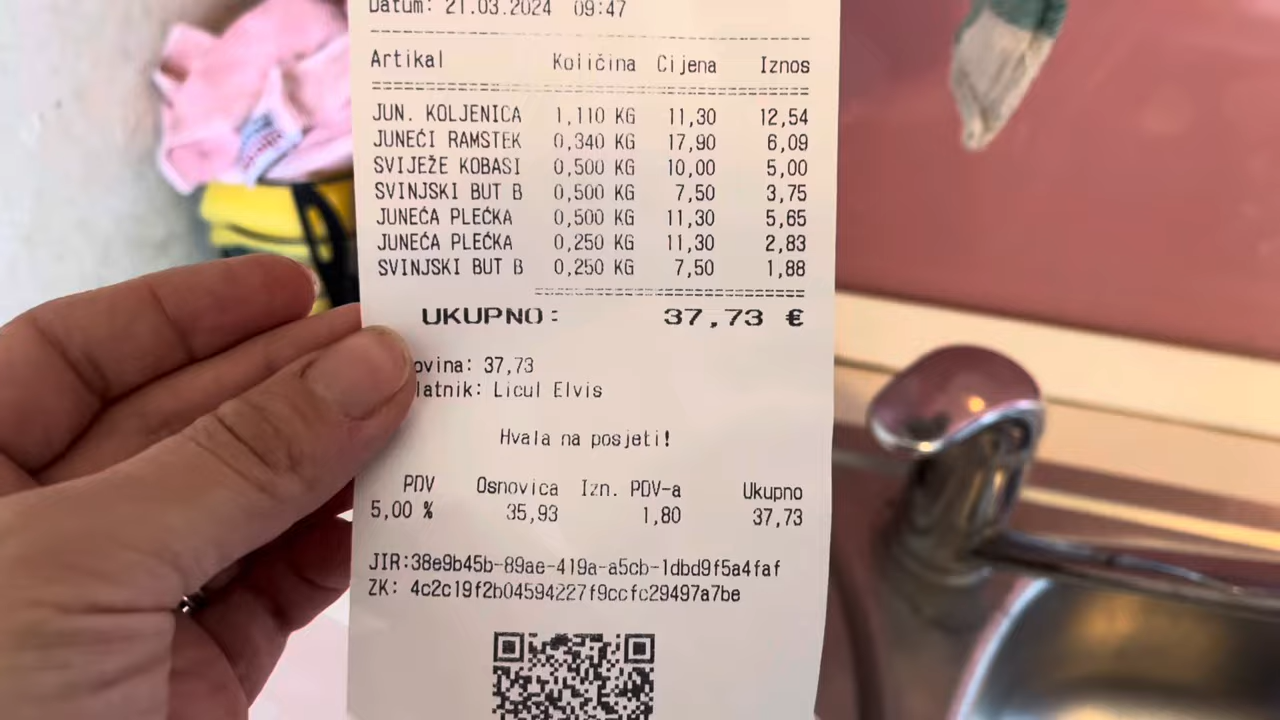 Datum: 21.03.2024 09:47
Artikal Količina Cijena Iznos
JUN. KOLJENICA 1,110 KG 11,30 12,54
JUNEĆI RAMSTEK 0,340 KG 17,90 6,09
SVIJEŽE KOBASI 0,500 KG 10,00 5,00
SVINJSKI BUT B 0,500 KG 7,50 3,75
JUNEĆA PLEĆKA 0,500 KG 11,30 5,65
JUNEĆA PLEĆKA 0,250 KG 11,30 2,83
SVINJSKI BUT B 0,250 KG 7,50 1,88
UKUPNO: 37,73 €
ovina: 37,73
latnik: Licul Elvis
Hvala na posjeti!
PDV Osnovica Izn. PDV-a Ukupno
5,00 % 35,93 1,80 37,73
JIR:38e9b45b-89ae-419a-a5cb-1dbd9f5a4faf
ZK: 4c2c19f2b04594227f9ccfc29497a7be